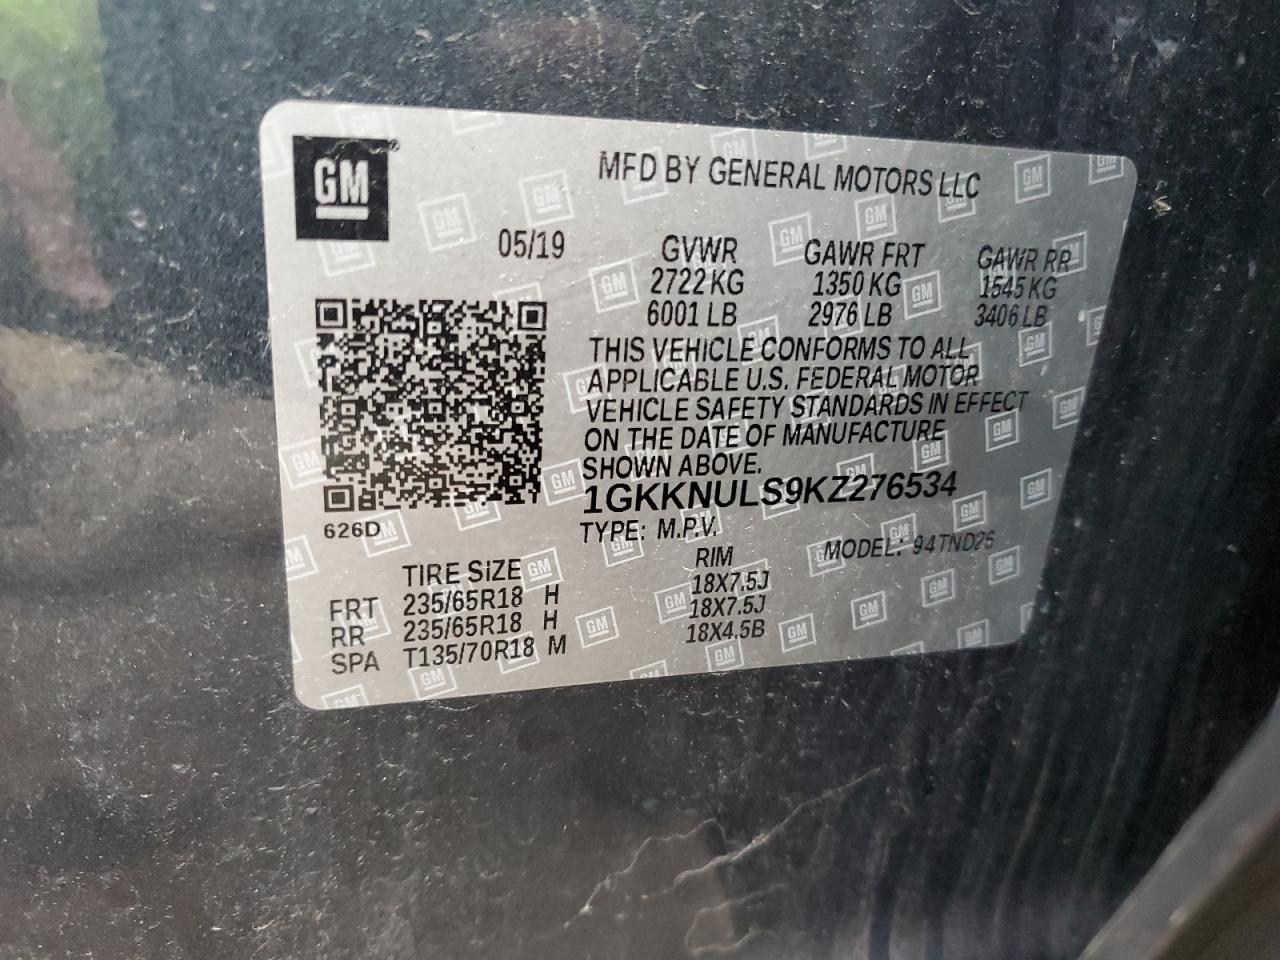 GM
MFD BY GENERAL MOTORS LLC
05/19 GVWR GAWR FRT GAWR RR
2722 KG 1350 KG 1545 KG
6001 LB 2976 LB 3406 LB
THIS VEHICLE CONFORMS TO ALL
APPLICABLE U.S. FEDERAL MOTOR
VEHICLE SAFETY STANDARDS IN EFFECT
ON THE DATE OF MANUFACTURE
SHOWN ABOVE.
1GKKNULS9KZ276534
626D
TYPE: M.P.V. MODEL: 94TND26
TIRE SIZE RIM
FRT 235/65R18 H 18X7.5J
RR 235/65R18 H 18X7.5J
SPA T135/70R18 M 18X4.5B